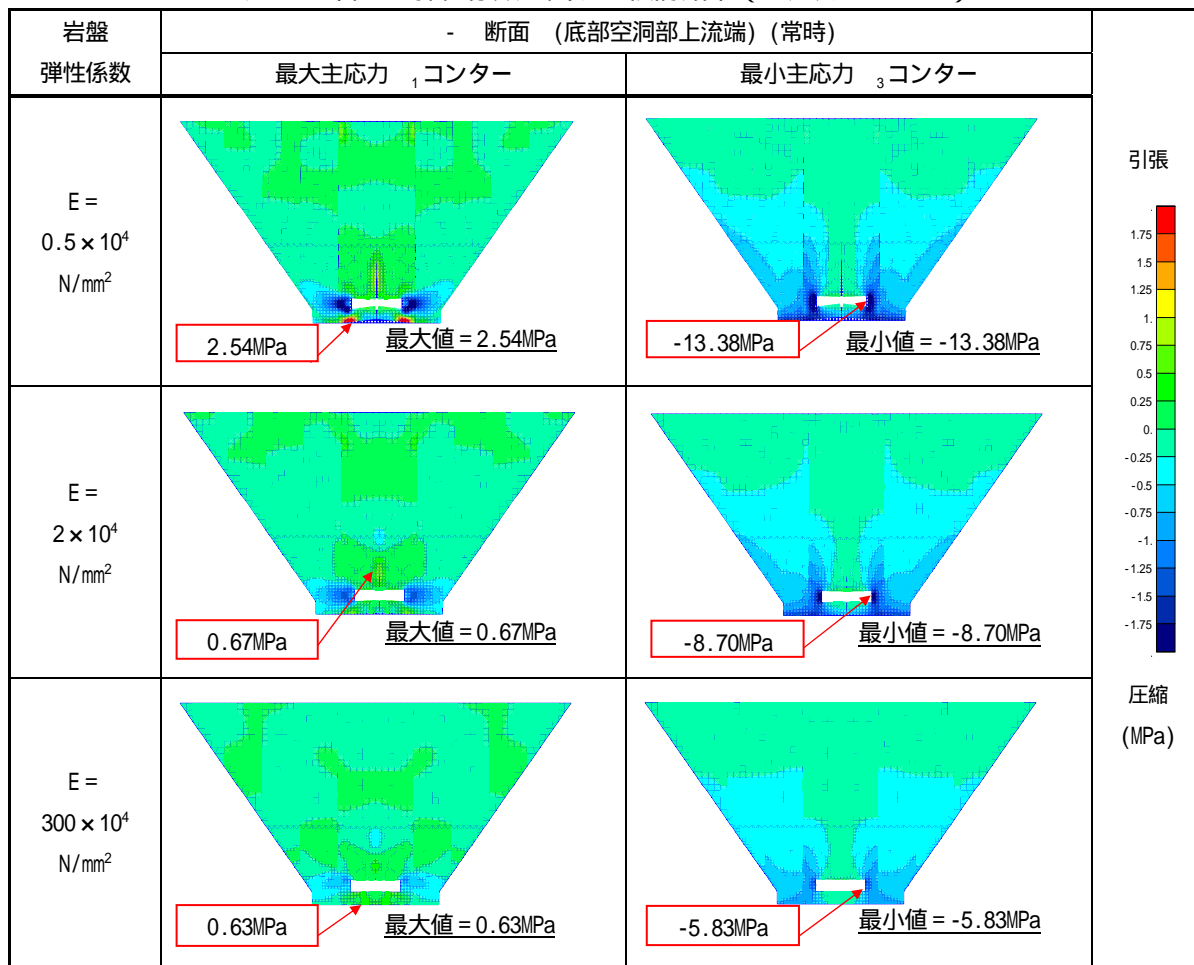 岩盤
弾性係数
- 断面 (底部空洞部上流端) (常時)
最大主応力 ₁コンター
最小主応力 ₃コンター
E =
0.5×10⁴
N/mm²
2.54MPa
最大値=2.54MPa
-13.38MPa
最小値=-13.38MPa
E =
2×10⁴
N/mm²
0.67MPa
最大値=0.67MPa
-8.70MPa
最小値=-8.70MPa
E =
300×10⁴
N/mm²
0.63MPa
最大値=0.63MPa
-5.83MPa
最小値=-5.83MPa
引張
1.75
1.5
1.25
1.
0.75
0.5
0.25
0.
-0.25
-0.5
-0.75
-1.
-1.25
-1.5
-1.75
圧縮
(MPa)